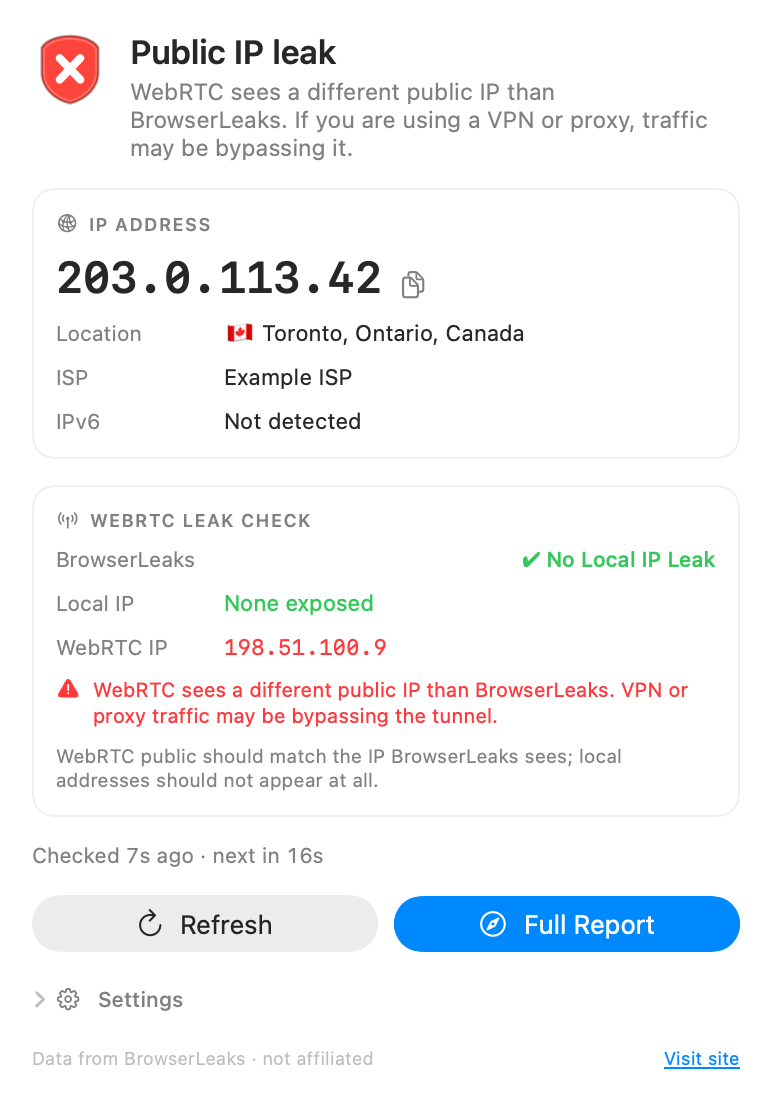 Public IP leak
WebRTC sees a different public IP than
BrowserLeaks. If you are using a VPN or proxy, traffic
may be bypassing it.
IP ADDRESS
203.0.113.42
Location 🇨🇦 Toronto, Ontario, Canada
ISP Example ISP
IPv6 Not detected
WEBRTC LEAK CHECK
BrowserLeaks ✔ No Local IP Leak
Local IP None exposed
WebRTC IP 198.51.100.9
WebRTC sees a different public IP than BrowserLeaks. VPN or
proxy traffic may be bypassing the tunnel.
WebRTC public should match the IP BrowserLeaks sees; local
addresses should not appear at all.
Checked 7s ago · next in 16s
Refresh Full Report
Settings
Data from BrowserLeaks · not affiliated Visit site